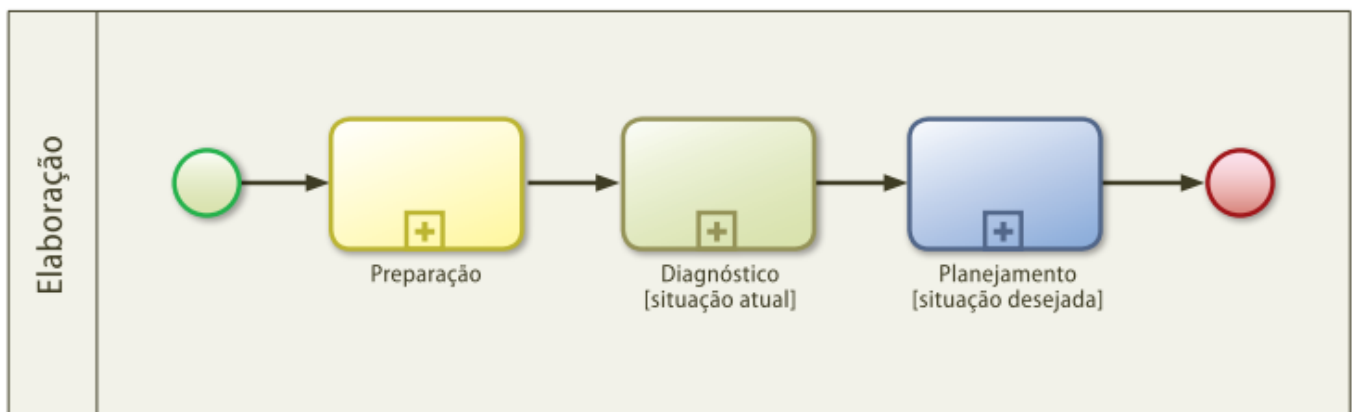 Elaboração
Preparação
Diagnóstico
[situação atual]
Planejamento
[situação desejada]